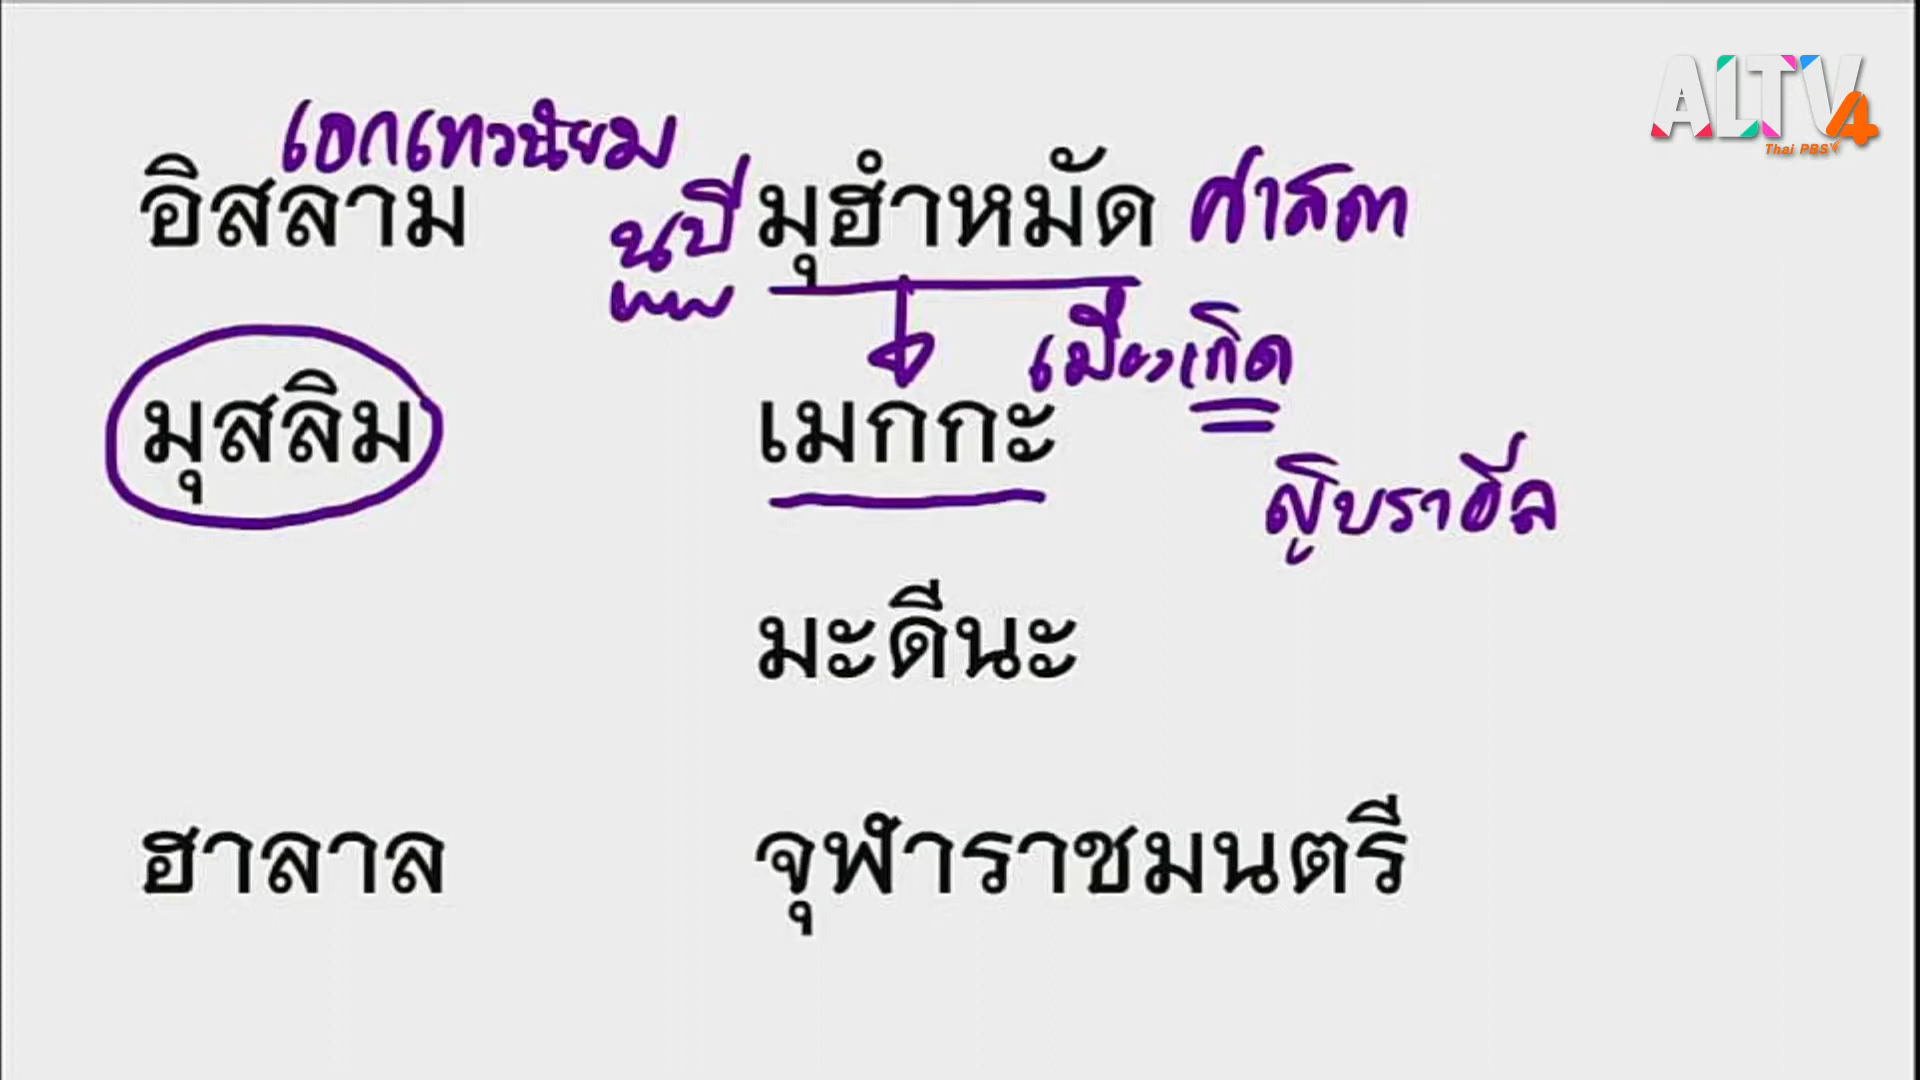 ALTV4
Thai PBS
เอกเทวนิยม
อิสลาม
นบี มุฮำหมัด ศาสดา
เมืองเกิด
มุสลิม เมกกะ
ญิบรออีล
มะดีนะ
ฮาลาล จุฬาราชมนตรี